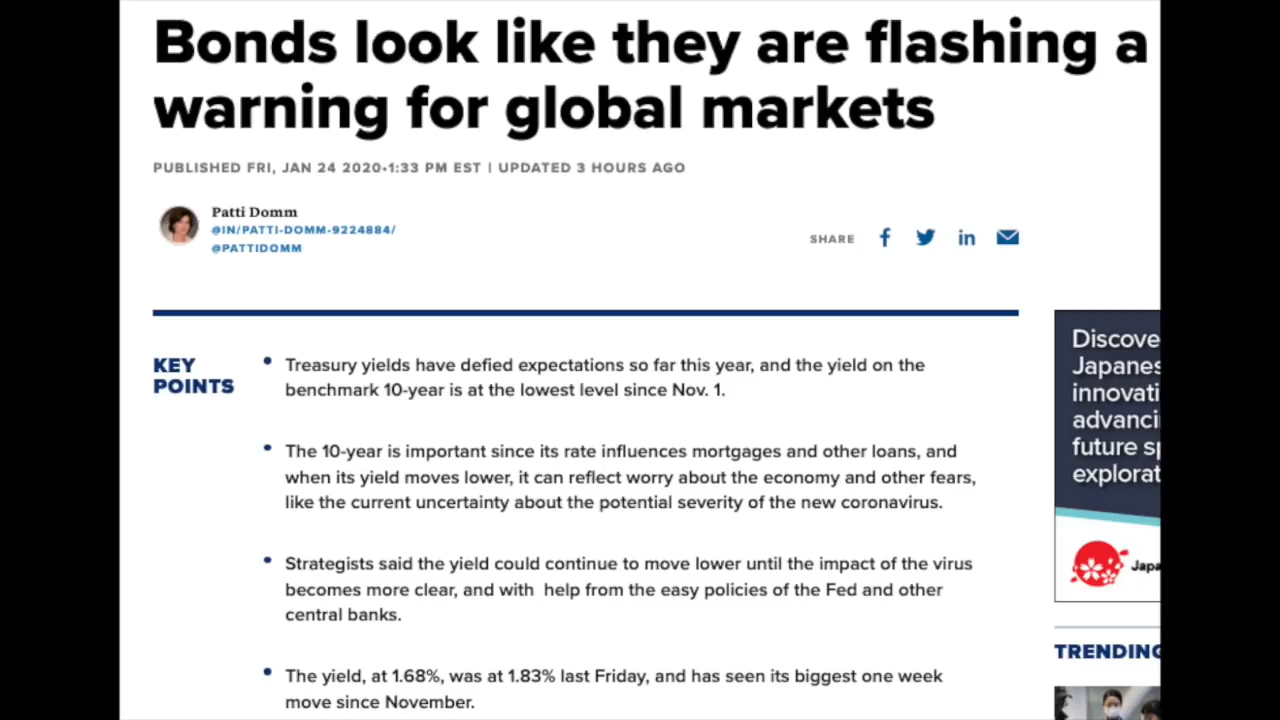 Bonds look like they are flashing a
warning for global markets
PUBLISHED FRI, JAN 24 2020•1:33 PM EST | UPDATED 3 HOURS AGO
Patti Domm
@IN/PATTI-DOMM-9224884/
@PATTIDOMM
SHARE
KEY
POINTS
• Treasury yields have defied expectations so far this year, and the yield on the
benchmark 10-year is at the lowest level since Nov. 1.
• The 10-year is important since its rate influences mortgages and other loans, and
when its yield moves lower, it can reflect worry about the economy and other fears,
like the current uncertainty about the potential severity of the new coronavirus.
• Strategists said the yield could continue to move lower until the impact of the virus
becomes more clear, and with help from the easy policies of the Fed and other
central banks.
• The yield, at 1.68%, was at 1.83% last Friday, and has seen its biggest one week
move since November.
Discove
Japanes
innovati
advanci
future sp
explorat
Japa
TRENDING